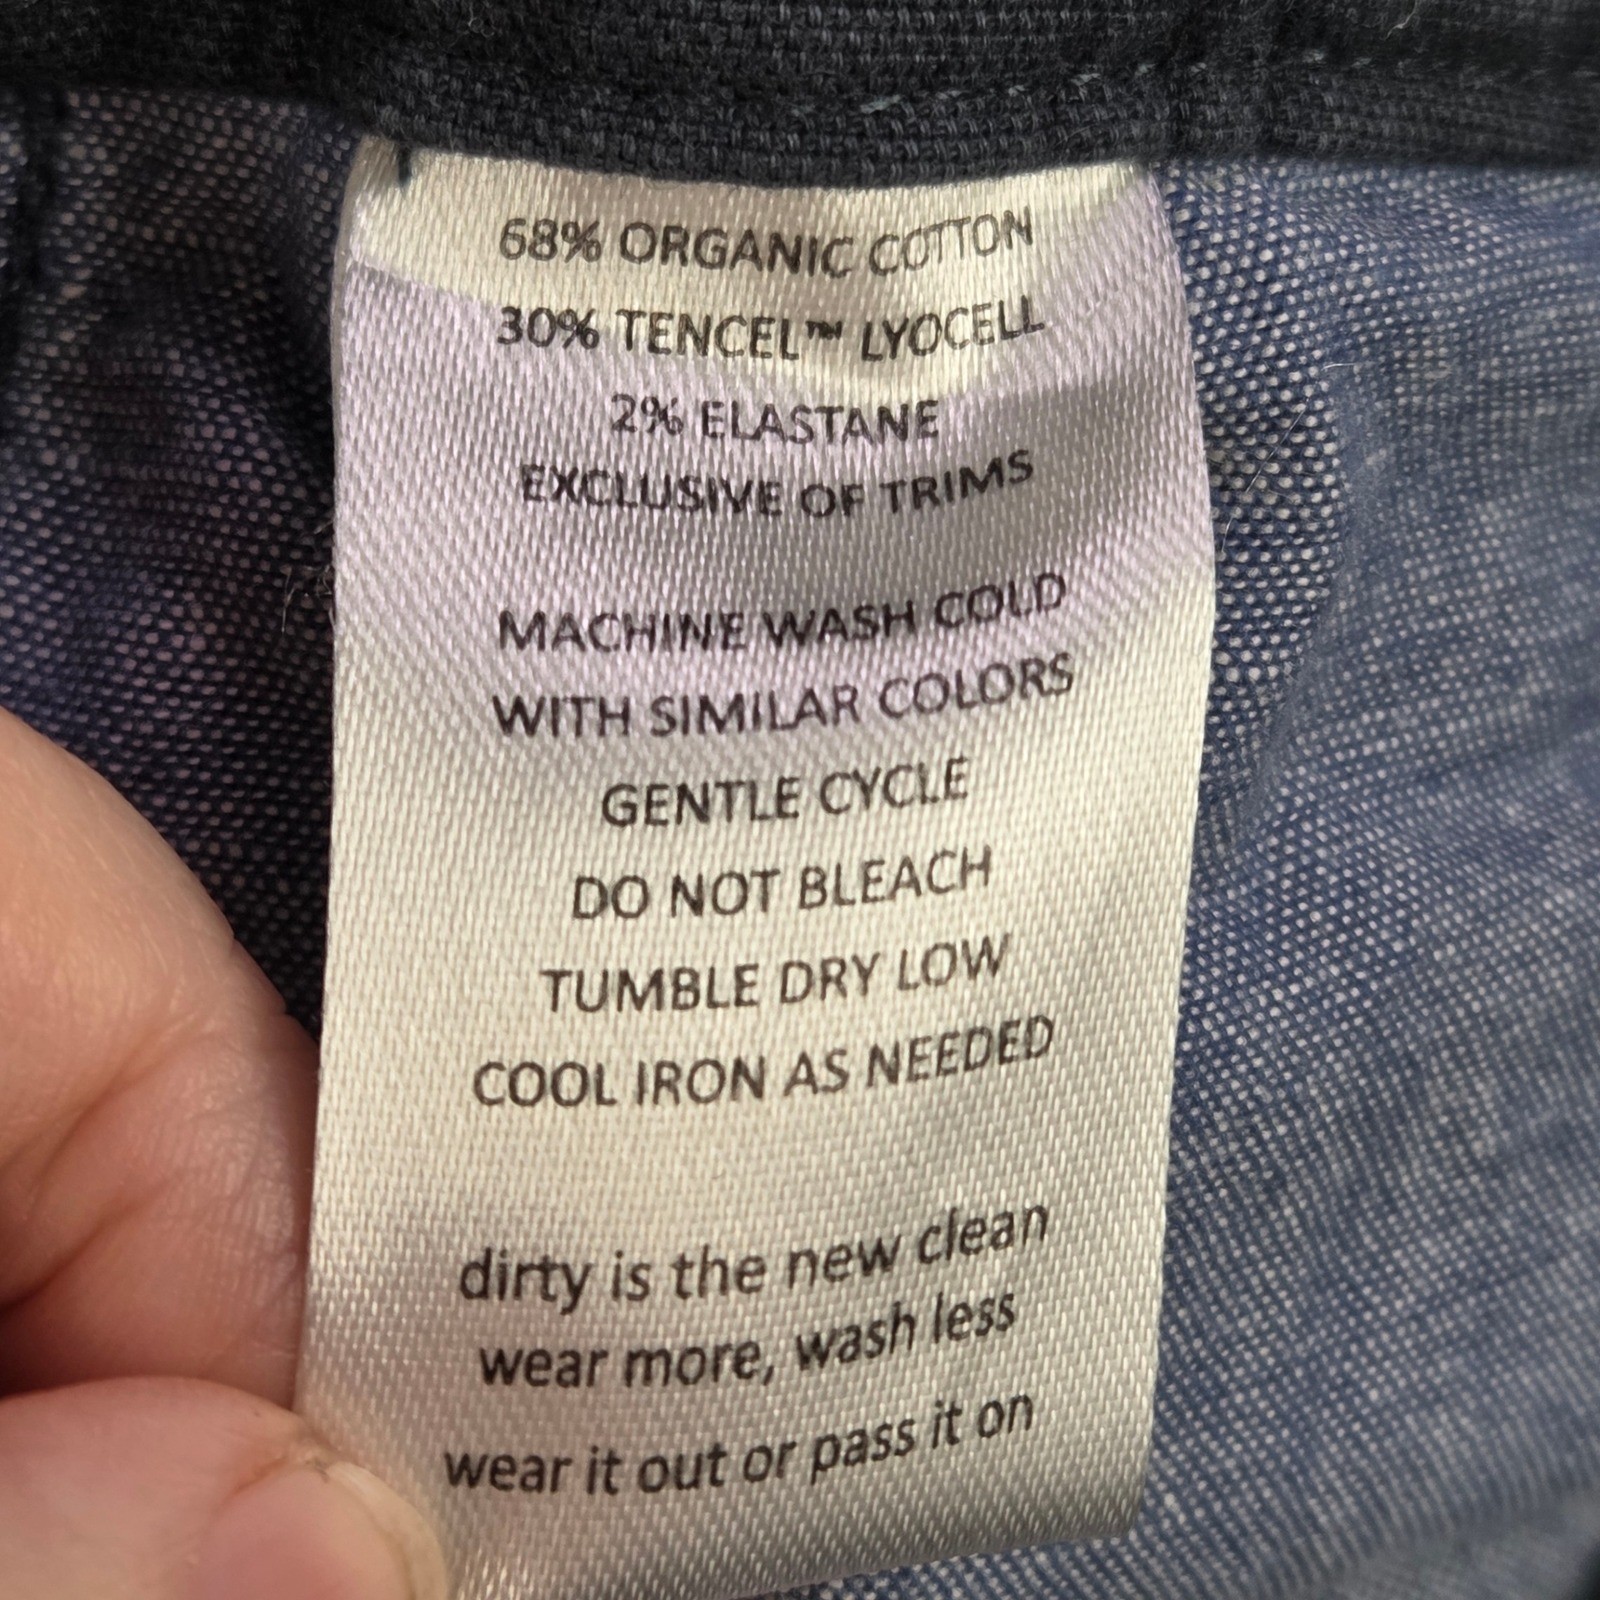 68% ORGANIC COTTON
30% TENCEL™ LYOCELL
2% ELASTANE
EXCLUSIVE OF TRIMS
MACHINE WASH COLD
WITH SIMILAR COLORS
GENTLE CYCLE
DO NOT BLEACH
TUMBLE DRY LOW
COOL IRON AS NEEDED
dirty is the new clean
wear more, wash less
wear it out or pass it on